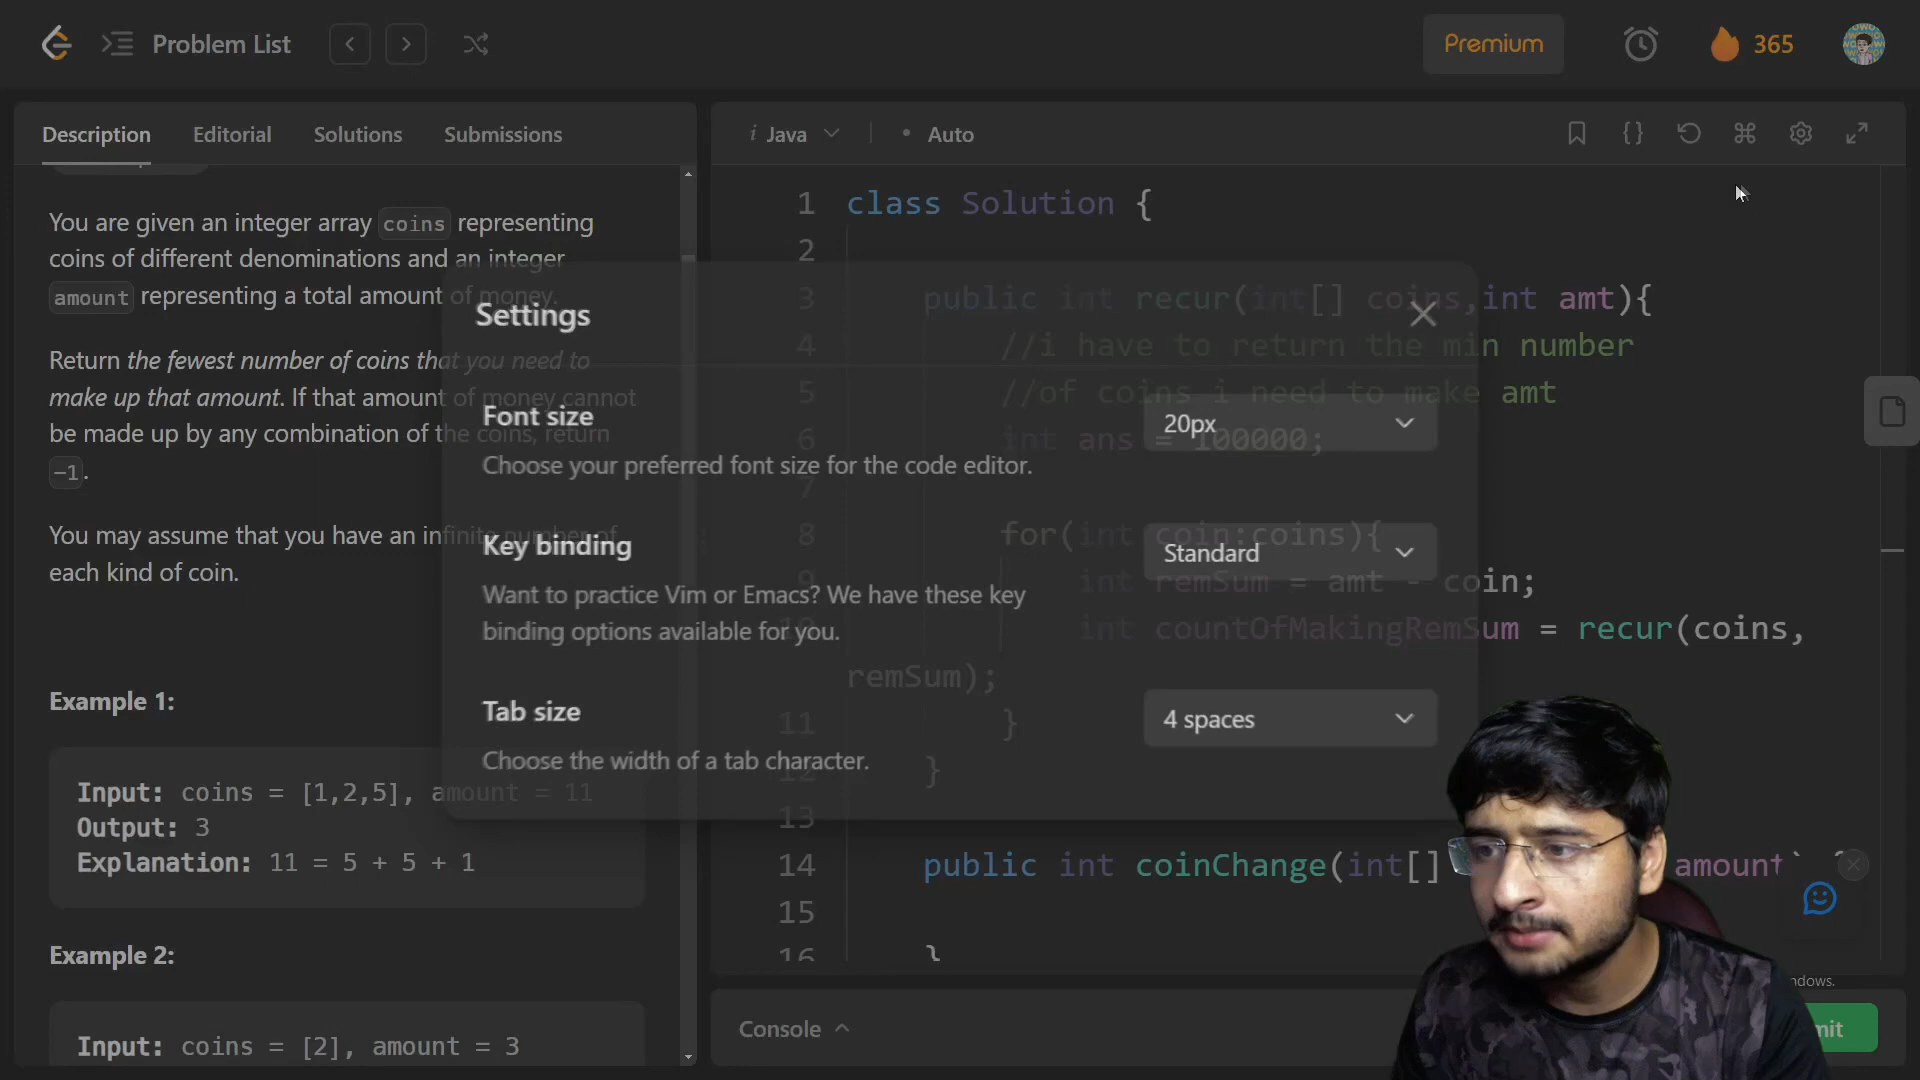 Problem List
Premium
365
Description Editorial Solutions Submissions
You are given an integer array coins representing
coins of different denominations and an integer
amount representing a total amount of money.
Return the fewest number of coins that you need to
make up that amount. If that amount of money cannot
be made up by any combination of the coins, return
-1.
You may assume that you have an infinite number of
each kind of coin.
Example 1:
Input: coins = [1,2,5], amount = 11
Output: 3
Explanation: 11 = 5 + 5 + 1
Example 2:
Input: coins = [2], amount = 3
Settings
Font size
20px
Choose your preferred font size for the code editor.
Key binding
Standard
Want to practice Vim or Emacs? We have these key
binding options available for you.
Tab size
4 spaces
Choose the width of a tab character.
i Java
Auto
1 class Solution {
2
3 public int recur(int[] coins,int amt){
4 //i have to return the min number
5 //of coins i need to make amt
6 int ans = 100000;
7
8 for(int coin:coins){
9 int remSum = amt - coin;
10 int countOfMakingRemSum = recur(coins,
remSum);
11 }
12 }
13
14 public int coinChange(int[] amount
15
16 }
Console